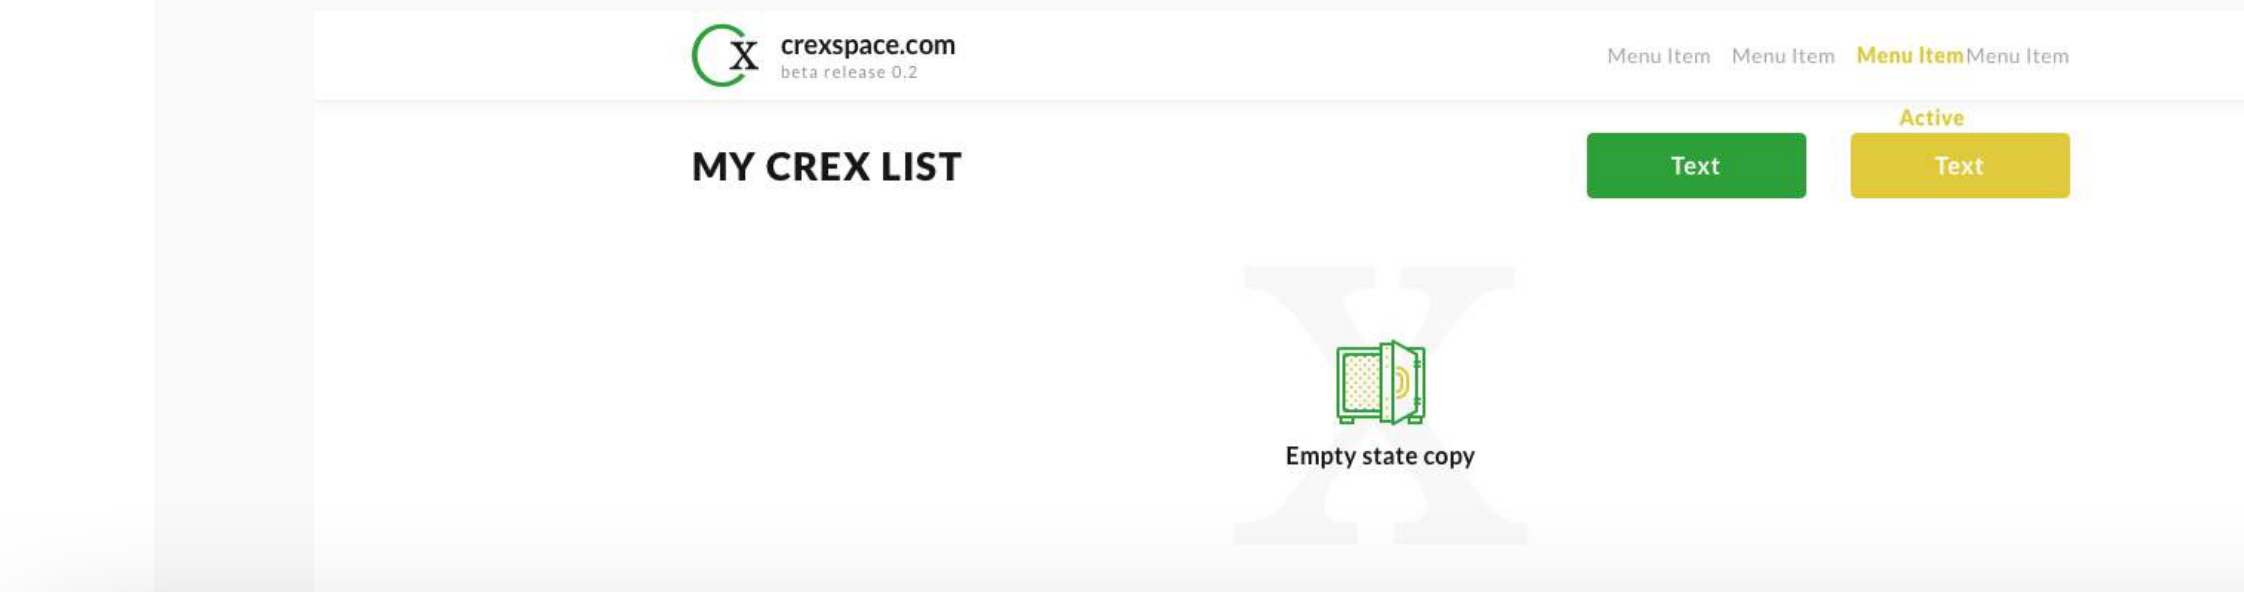 X
crexspace.com
beta release 0.2
Menu Item Menu Item Menu Item Menu Item
Active
MY CREX LIST
Text
Text
X
Empty state copy